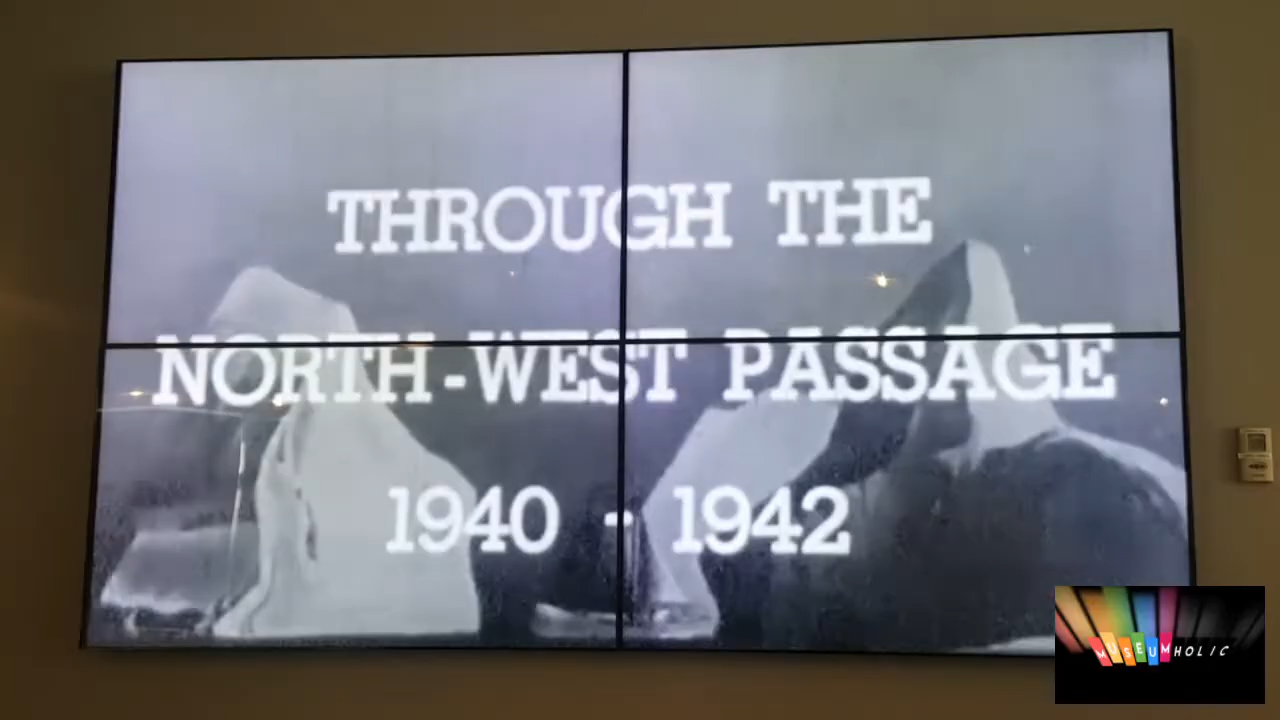 THROUGH THE
NORTH-WEST PASSAGE
1940 - 1942
MUSEUMHOLIC